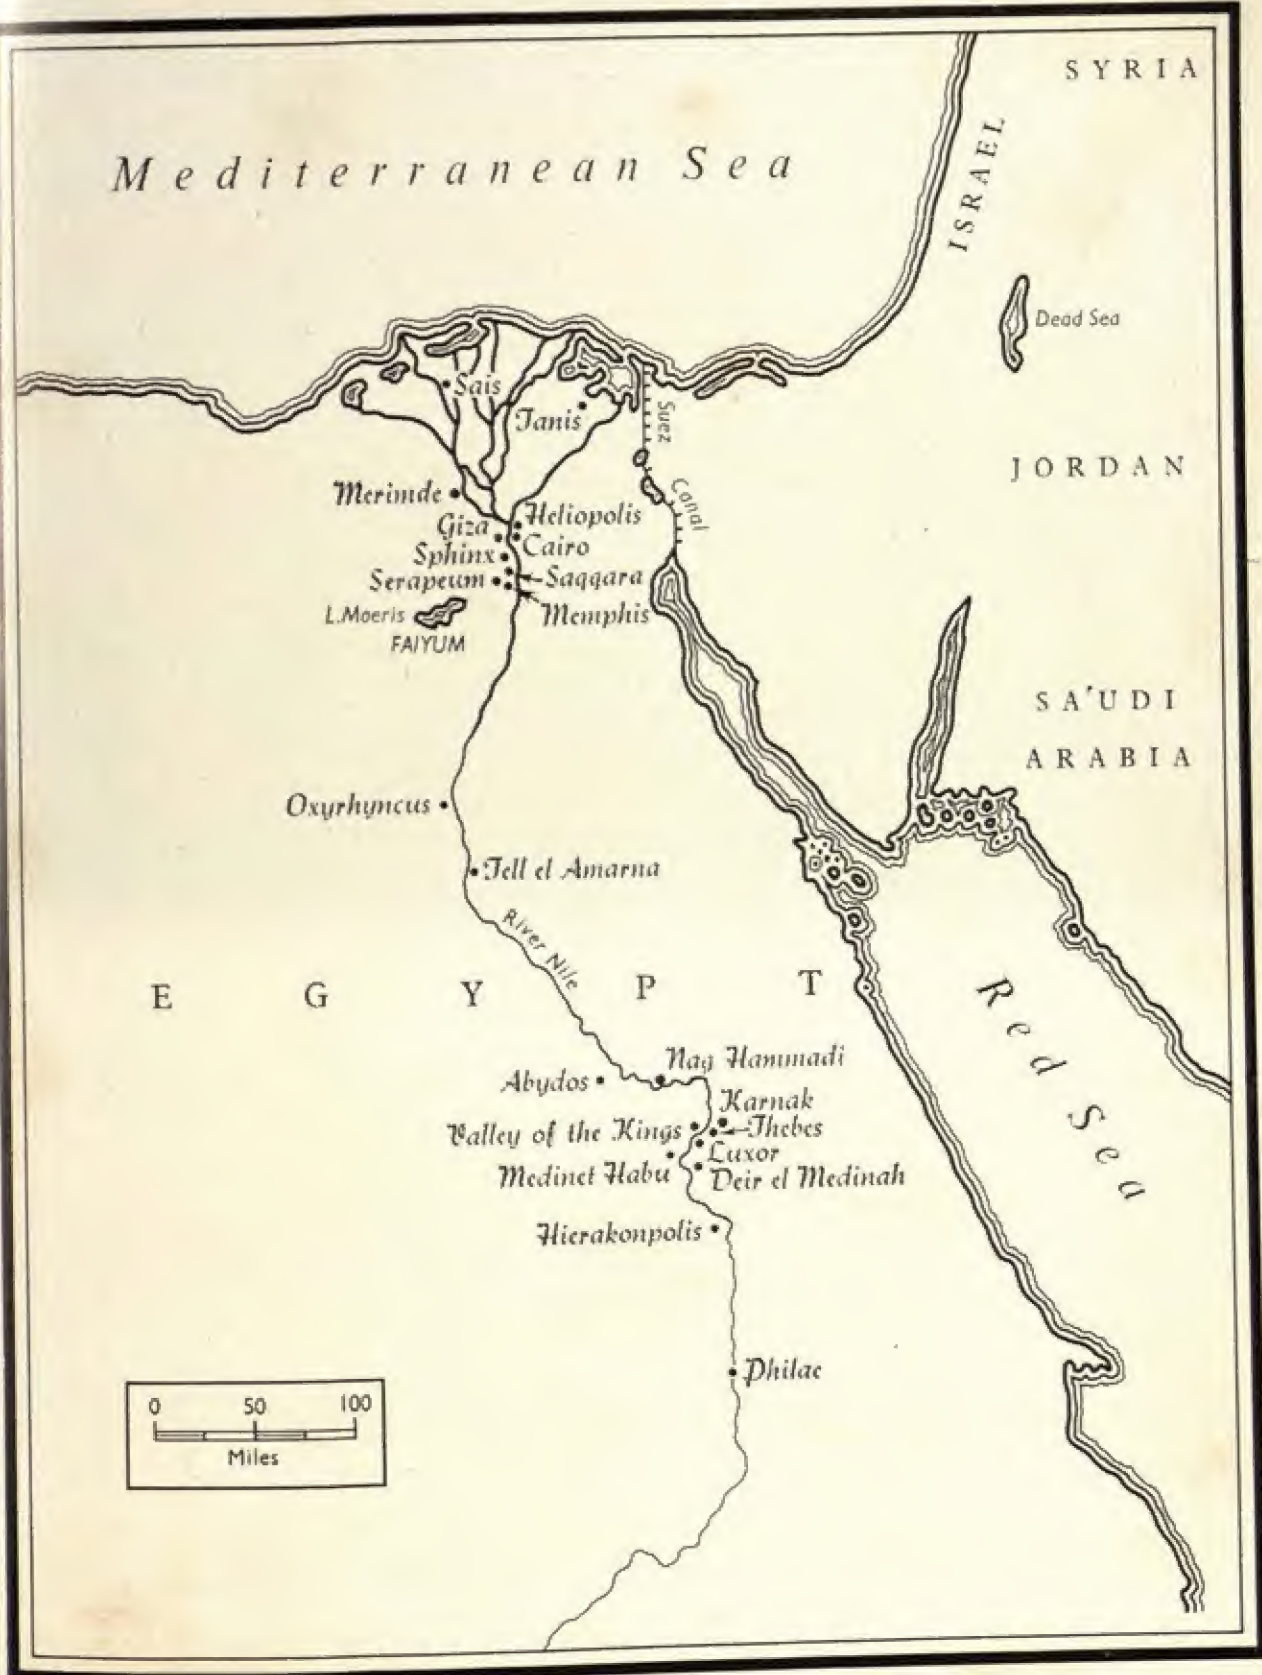 SYRIA
Mediterranean Sea
ISRAEL
Dead Sea
Sais
Tanis
Suez
Canal
JORDAN
Merimde
Heliopolis
Giza
Cairo
Sphinx
Serapeum
Saqqara
L.Moeris
Memphis
FAIYUM
SA'UDI
ARABIA
Oxyrhyncus
Tell el Amarna
River Nile
EGYPT
Red Sea
Nag Hammadi
Abydos
Karnak
Valley of the Kings
Thebes
Luxor
Medinet Habu
Deir el Medinah
Hierakonpolis
Philae
0 50 100
Miles